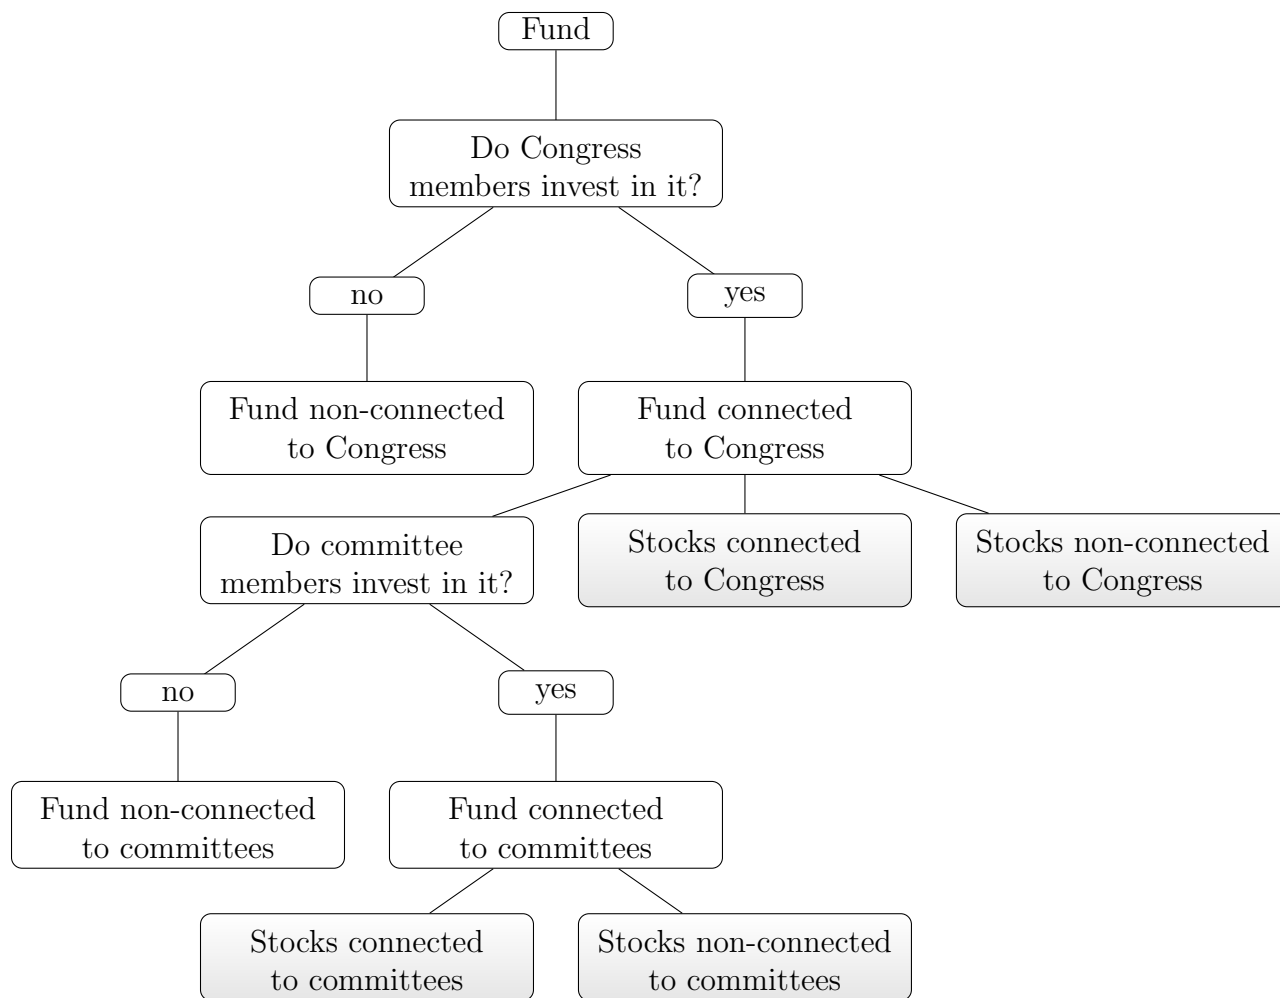 Fund
Do Congress
members invest in it?
no
yes
Fund non-connected
to Congress
Fund connected
to Congress
Do committee
members invest in it?
Stocks connected
to Congress
Stocks non-connected
to Congress
no
yes
Fund non-connected
to committees
Fund connected
to committees
Stocks connected
to committees
Stocks non-connected
to committees